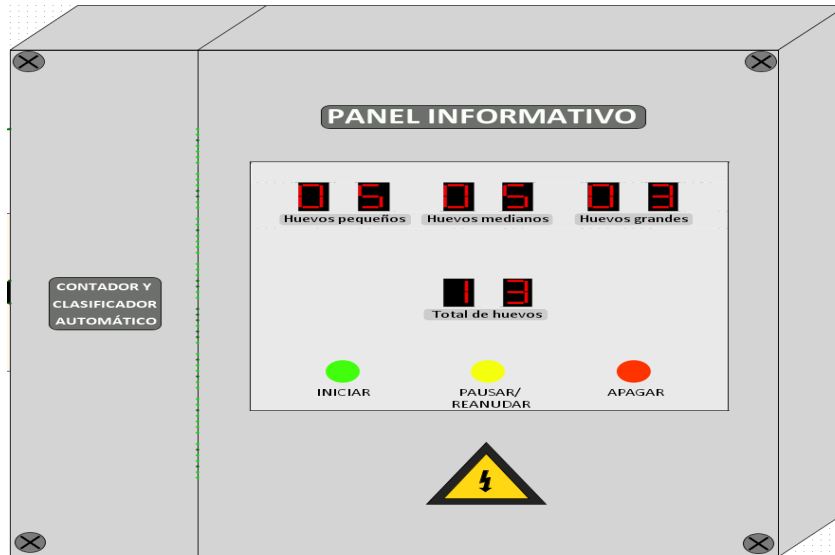 PANEL INFORMATIVO
05 05 03
Huevos pequeños Huevos medianos Huevos grandes
CONTADOR Y
CLASIFICADOR
AUTOMÁTICO
13
Total de huevos
INICIAR PAUSAR/ APAGAR
REANUDAR